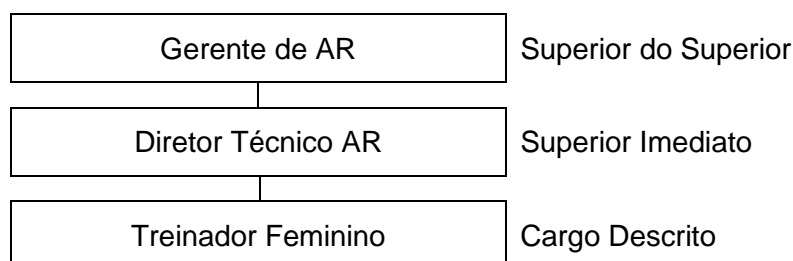 Gerente de AR Superior do Superior
Diretor Técnico AR Superior Imediato
Treinador Feminino Cargo Descrito